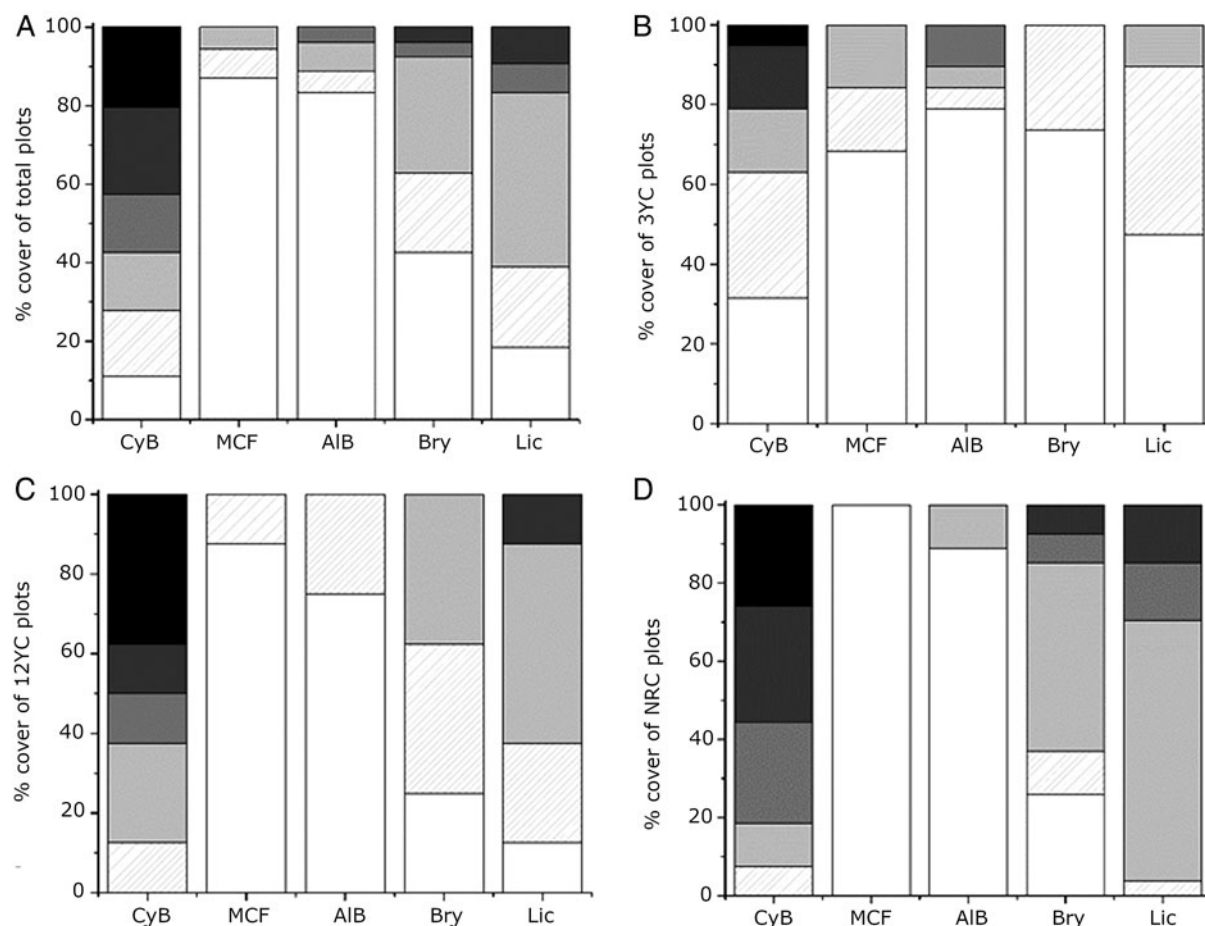 A
% cover of total plots
100
80
60
40
20
0
CyB MCF AlB Bry Lic
B
% cover of 3YC plots
100
80
60
40
20
0
CyB MCF AlB Bry Lic
C
% cover of 12YC plots
100
80
60
40
20
0
CyB MCF AlB Bry Lic
D
% cover of NRC plots
100
80
60
40
20
0
CyB MCF AlB Bry Lic